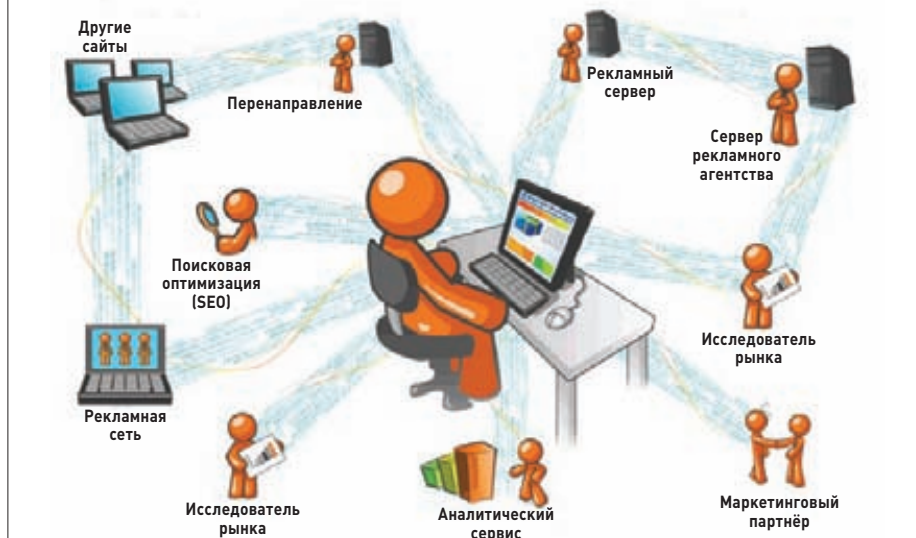 Другие
сайты
Перенаправление
Рекламный
сервер
Сервер
рекламного
агентства
Поисковая
оптимизация
(SEO)
Исследователь
рынка
Рекламная
сеть
Исследователь
рынка
Аналитический
сервис
Маркетинговый
партнёр